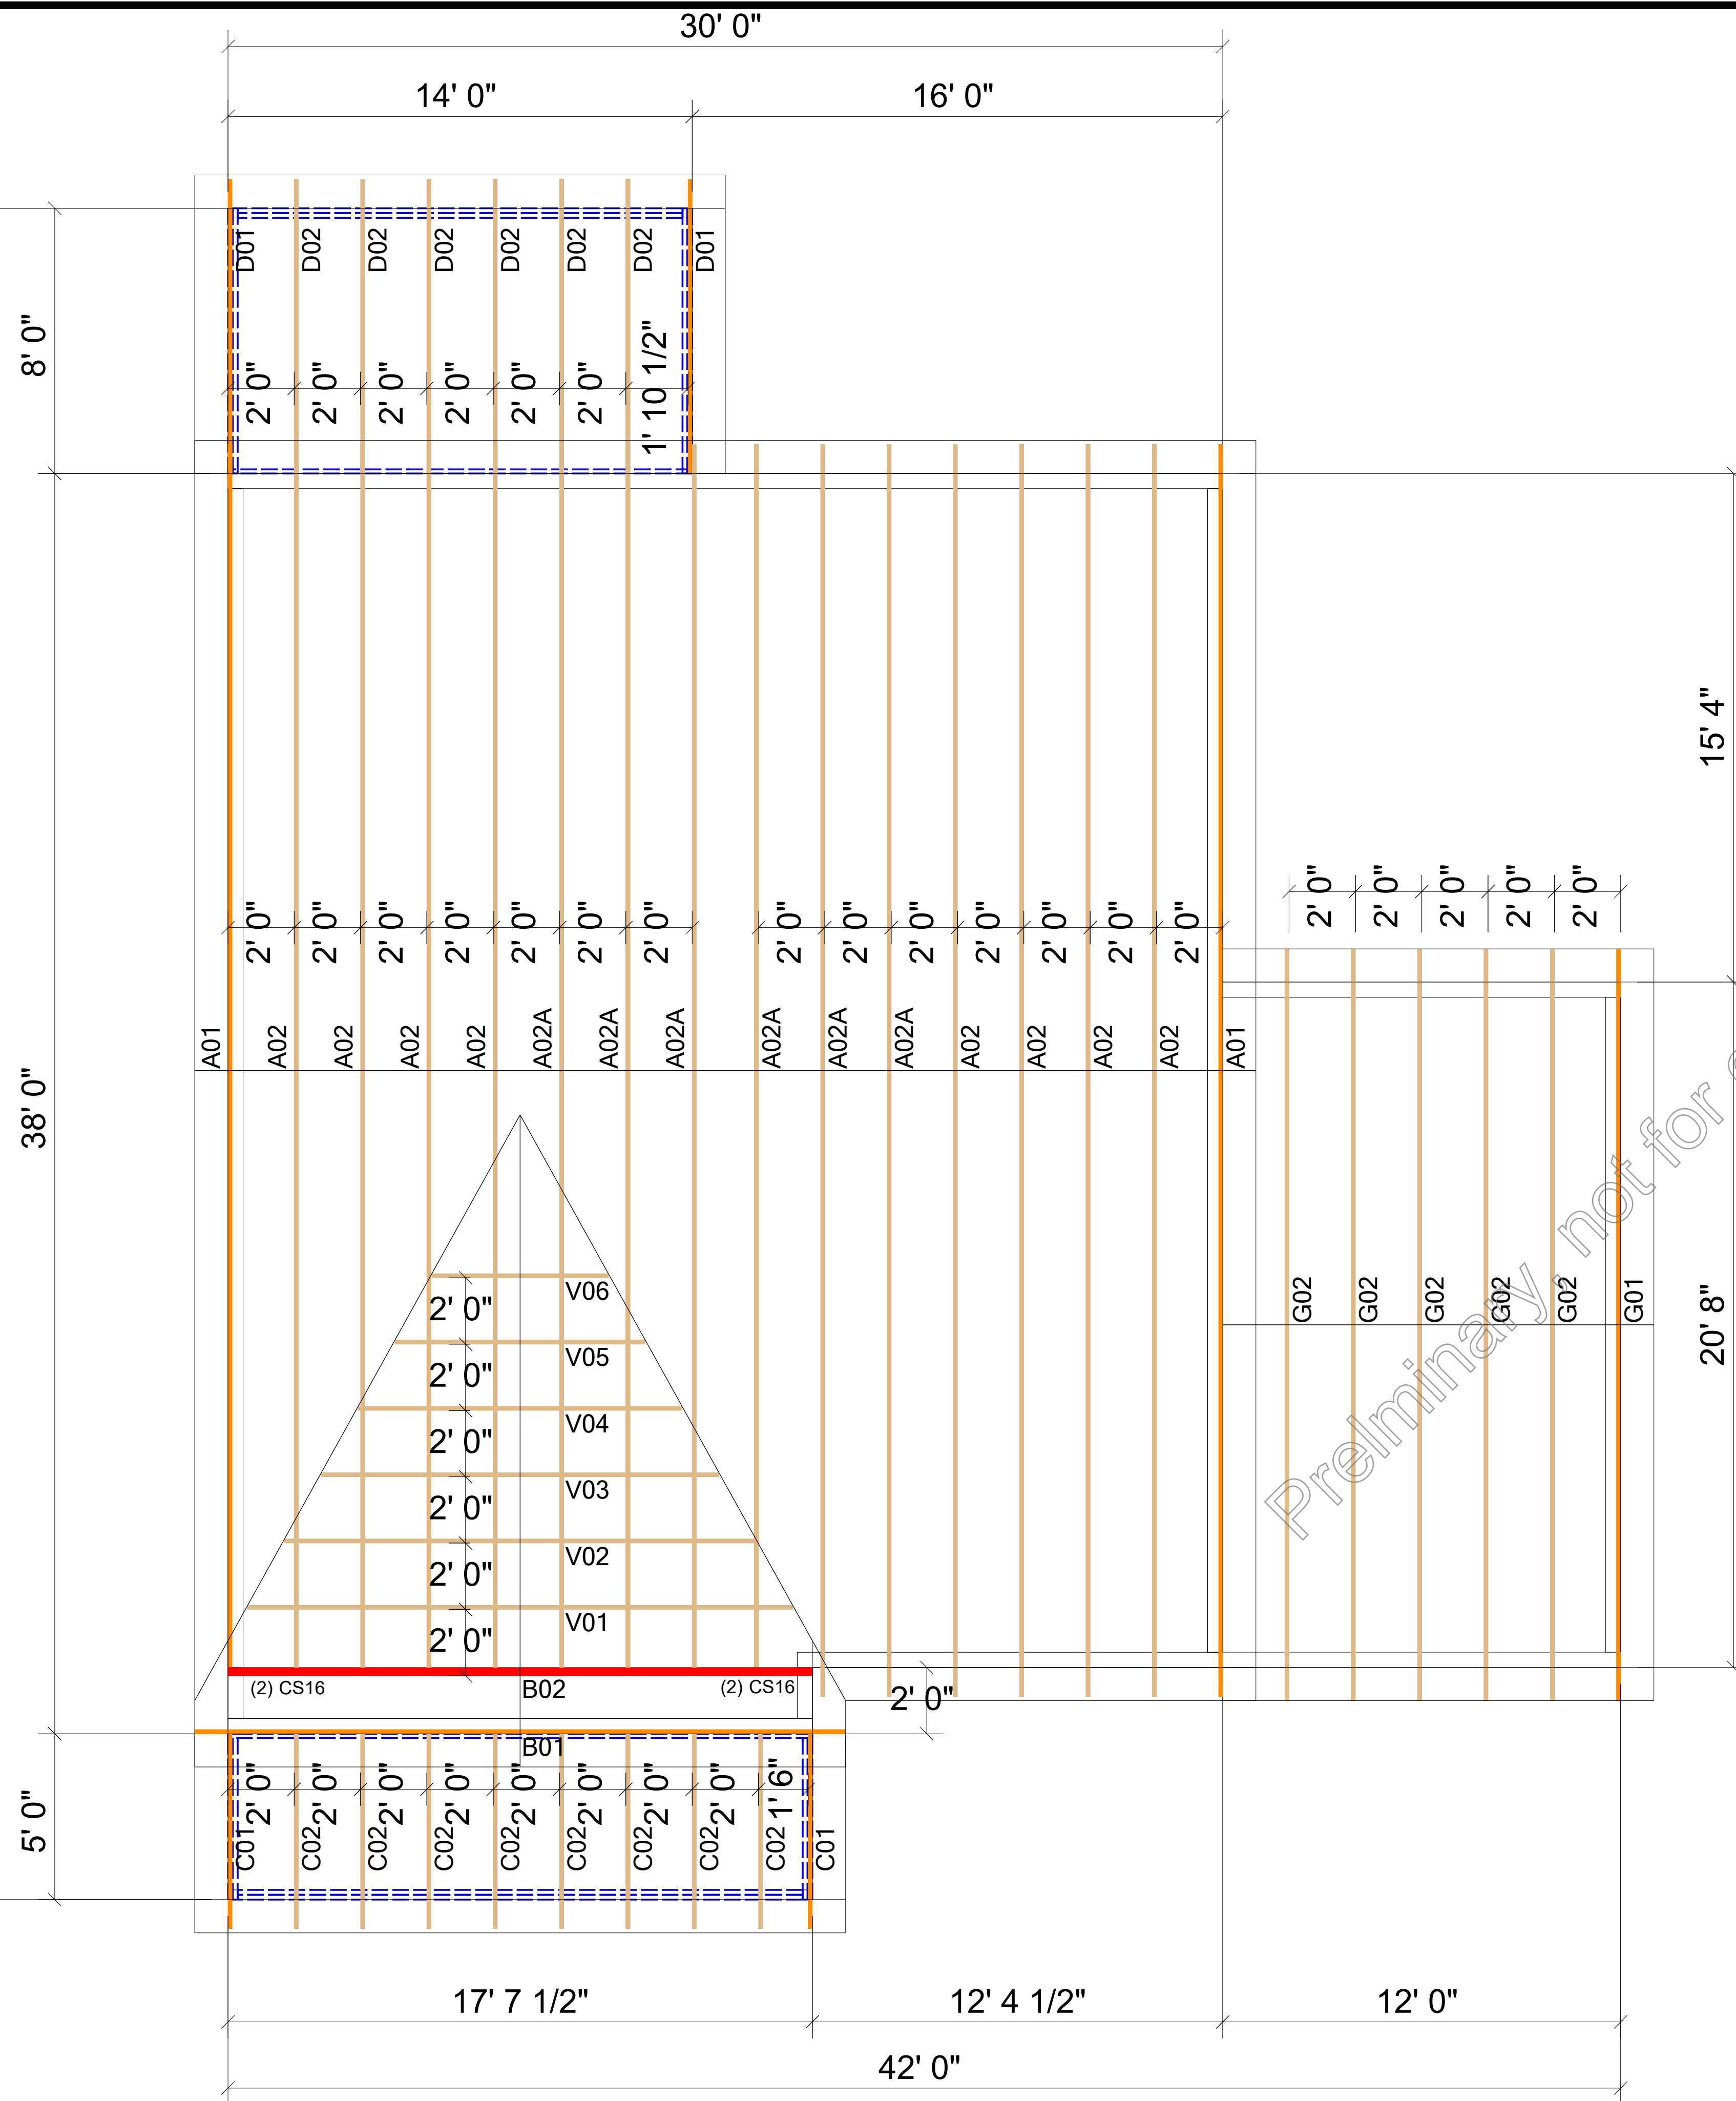 30' 0"
14' 0" 16' 0"
D01 D02 D02 D02 D02 D02 D02 D01
8' 0"
2' 0" 2' 0" 2' 0" 2' 0" 2' 0" 2' 0" 1' 10 1/2"
15' 4"
2' 0" 2' 0" 2' 0" 2' 0" 2' 0"
2' 0" 2' 0" 2' 0" 2' 0" 2' 0" 2' 0" 2' 0" 2' 0" 2' 0" 2' 0" 2' 0" 2' 0" 2' 0" 2' 0"
A01 A02 A02 A02 A02 A02A A02A A02A A02A A02A A02A A02 A02 A02 A02 A01
38' 0"
Prelminary, not for
G02 G02 G02 G02 G02 G01
20' 8"
V06
2' 0"
V05
2' 0"
V04
2' 0"
V03
2' 0"
V02
2' 0"
V01
2' 0"
(2) CS16 B02 (2) CS16
2' 0"
B01
2' 0" 2' 0" 2' 0" 2' 0" 2' 0" 2' 0" 2' 0" 2' 0" 1' 6"
5' 0"
C01 C02 C02 C02 C02 C02 C02 C02 C02 C01
17' 7 1/2" 12' 4 1/2" 12' 0"
42' 0"